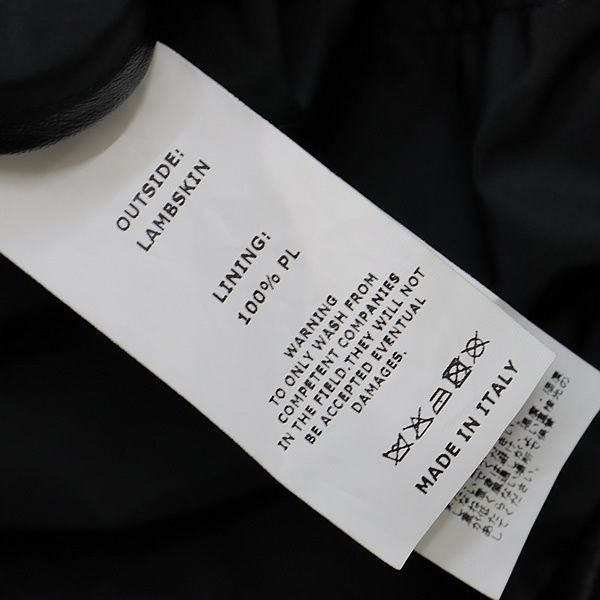 OUTSIDE:
LAMBSKIN
LINING:
100% PL
WARNING
TO ONLY WASH FROM
COMPETENT COMPANIES
IN THE FIELD.THEY WILL NOT
BE ACCEPTED EVENTUAL
DAMAGES.
MADE IN ITALY